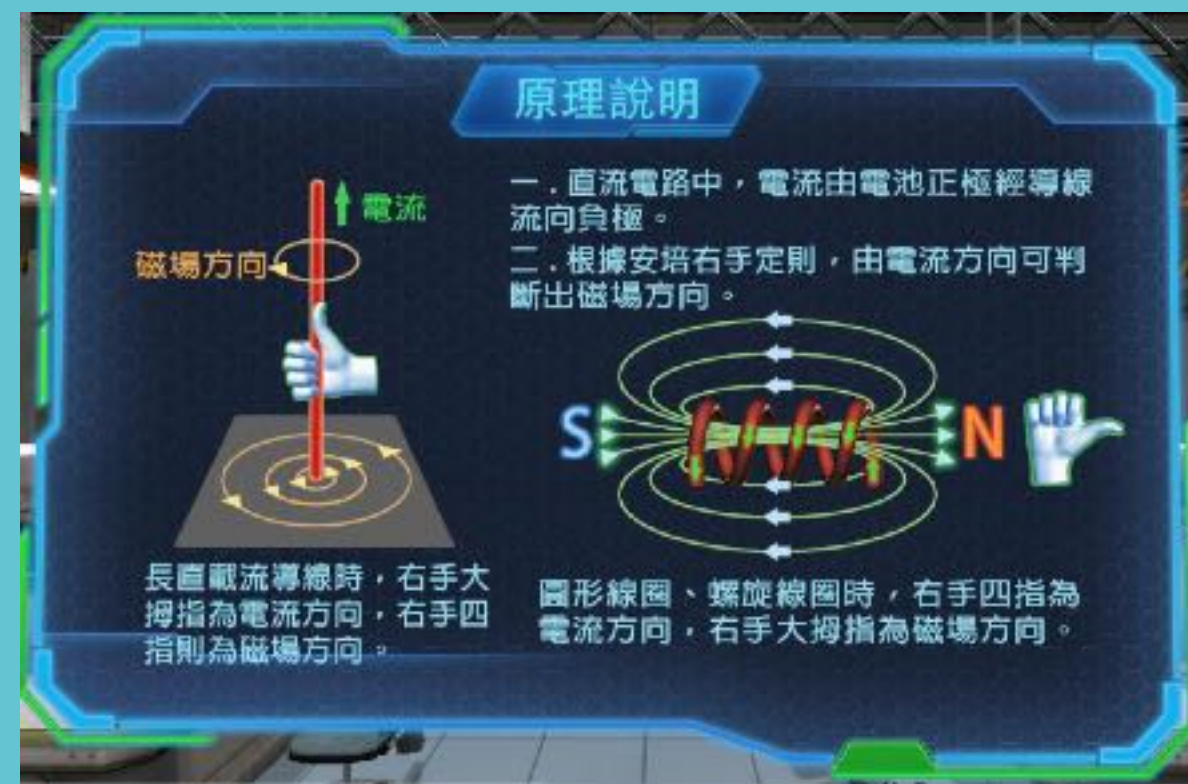 原理說明
一.直流電路中，電流由電池正極經導線
流向負極。
二.根據安培右手定則，由電流方向可判
斷出磁場方向。
電流
磁場方向
S
N
長直載流導線時，右手大
拇指為電流方向，右手四
指則為磁場方向。
圓形線圈、螺旋線圈時，右手四指為
電流方向，右手大拇指為磁場方向。